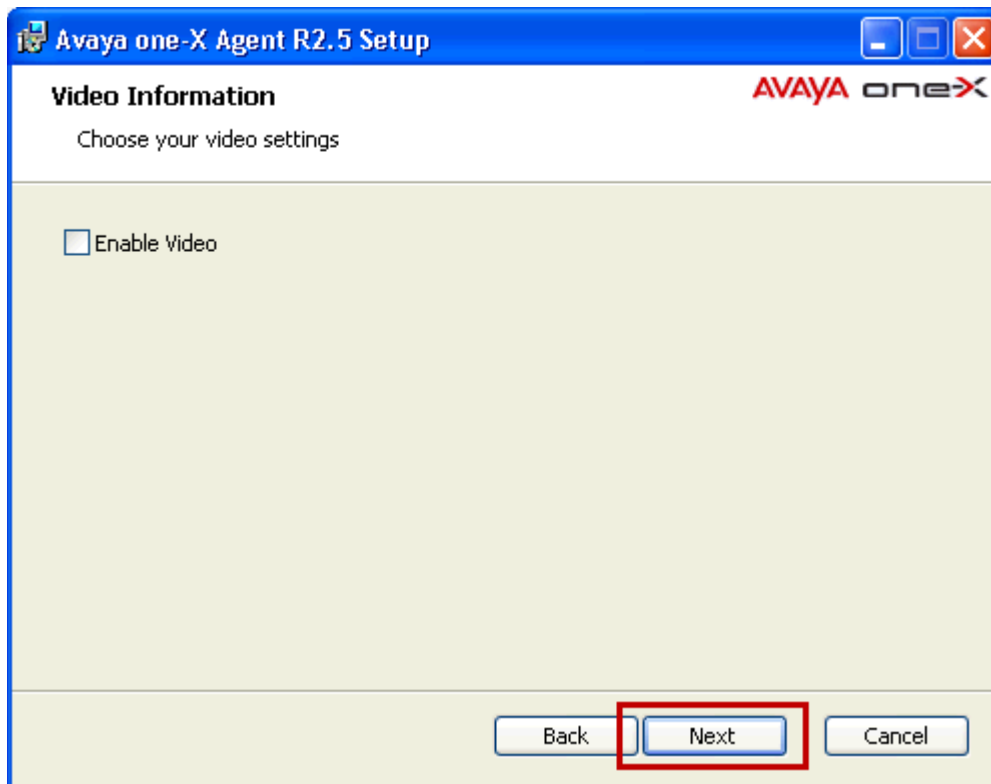 Avaya one-X Agent R2.5 Setup
Video Information
AVAYA one-X
Choose your video settings
Enable Video
Back
Next
Cancel